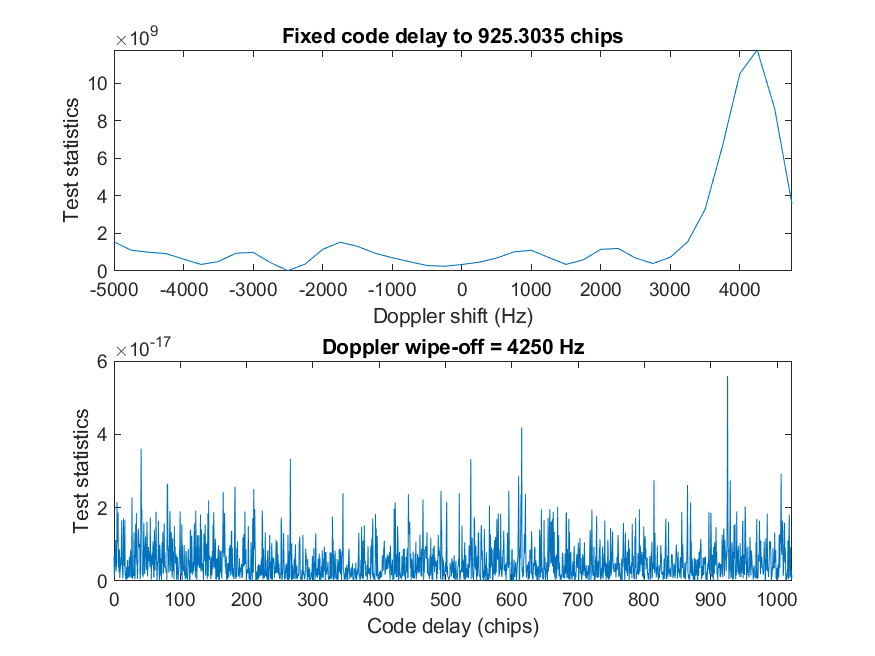 Fixed code delay to 925.3035 chips
×10^9
10
8
6
4
2
0
Test statistics
-5000 -4000 -3000 -2000 -1000 0 1000 2000 3000 4000
Doppler shift (Hz)
Doppler wipe-off = 4250 Hz
×10^-17
6
4
2
0
Test statistics
0 100 200 300 400 500 600 700 800 900 1000
Code delay (chips)